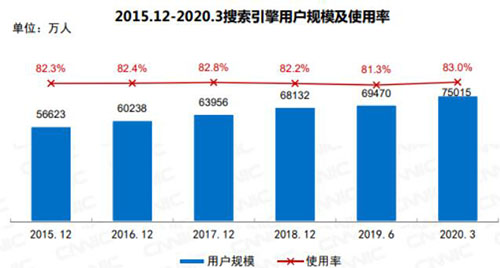 2015.12-2020.3搜索引擎用户规模及使用率
单位：万人
82.3% 82.4% 82.8% 82.2% 81.3% 83.0%
56623 60238 63956 68132 69470 75015
2015.12 2016.12 2017.12 2018.12 2019.6 2020.3
用户规模 使用率
CNNIC CNNIC CNNIC